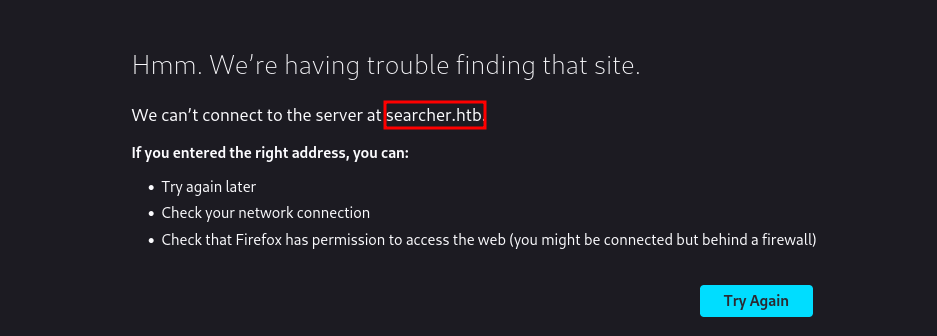 Hmm. We’re having trouble finding that site.
We can’t connect to the server at searcher.htb.
If you entered the right address, you can:
• Try again later
• Check your network connection
• Check that Firefox has permission to access the web (you might be connected but behind a firewall)
Try Again